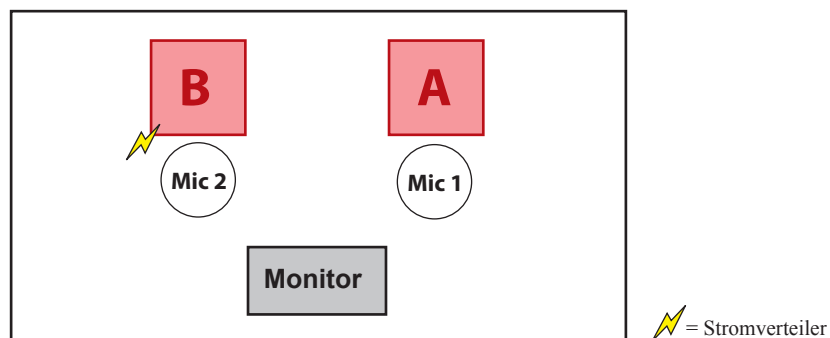 B
A
Mic 2
Mic 1
Monitor
= Stromverteiler